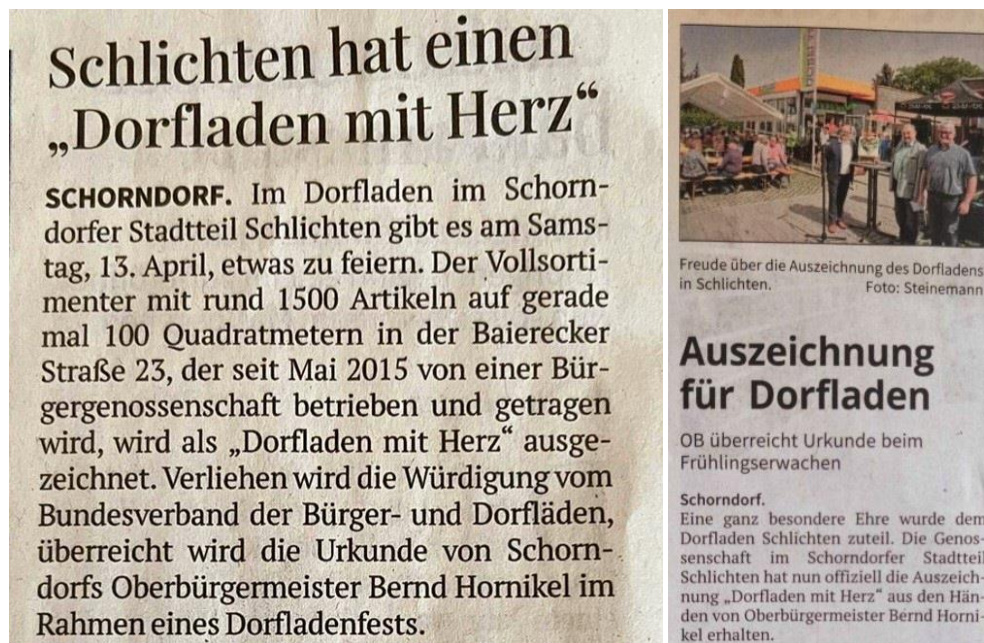 Schlichten hat einen
„Dorfladen mit Herz“
SCHORNDORF. Im Dorfladen im Schorn-
dorfer Stadtteil Schlichten gibt es am Sams-
tag, 13. April, etwas zu feiern. Der Vollsorti-
menter mit rund 1500 Artikeln auf gerade
mal 100 Quadratmetern in der Baierecker
Straße 23, der seit Mai 2015 von einer Bür-
gergenossenschaft betrieben und getragen
wird, wird als „Dorfladen mit Herz“ ausge-
zeichnet. Verliehen wird die Würdigung vom
Bundesverband der Bürger- und Dorfläden,
überreicht wird die Urkunde von Schorn-
dorfs Oberbürgermeister Bernd Hornikel im
Rahmen eines Dorfladenfests.
Freude über die Auszeichnung des Dorfladens
in Schlichten. Foto: Steinemann
Auszeichnung
für Dorfladen
OB überreicht Urkunde beim
Frühlingserwachen
Schorndorf.
Eine ganz besondere Ehre wurde dem
Dorfladen Schlichten zuteil. Die Genos-
senschaft im Schorndorfer Stadtteil
Schlichten hat nun offiziell die Auszeich-
nung „Dorfladen mit Herz“ aus den Hän-
den von Oberbürgermeister Bernd Horni-
kel erhalten.